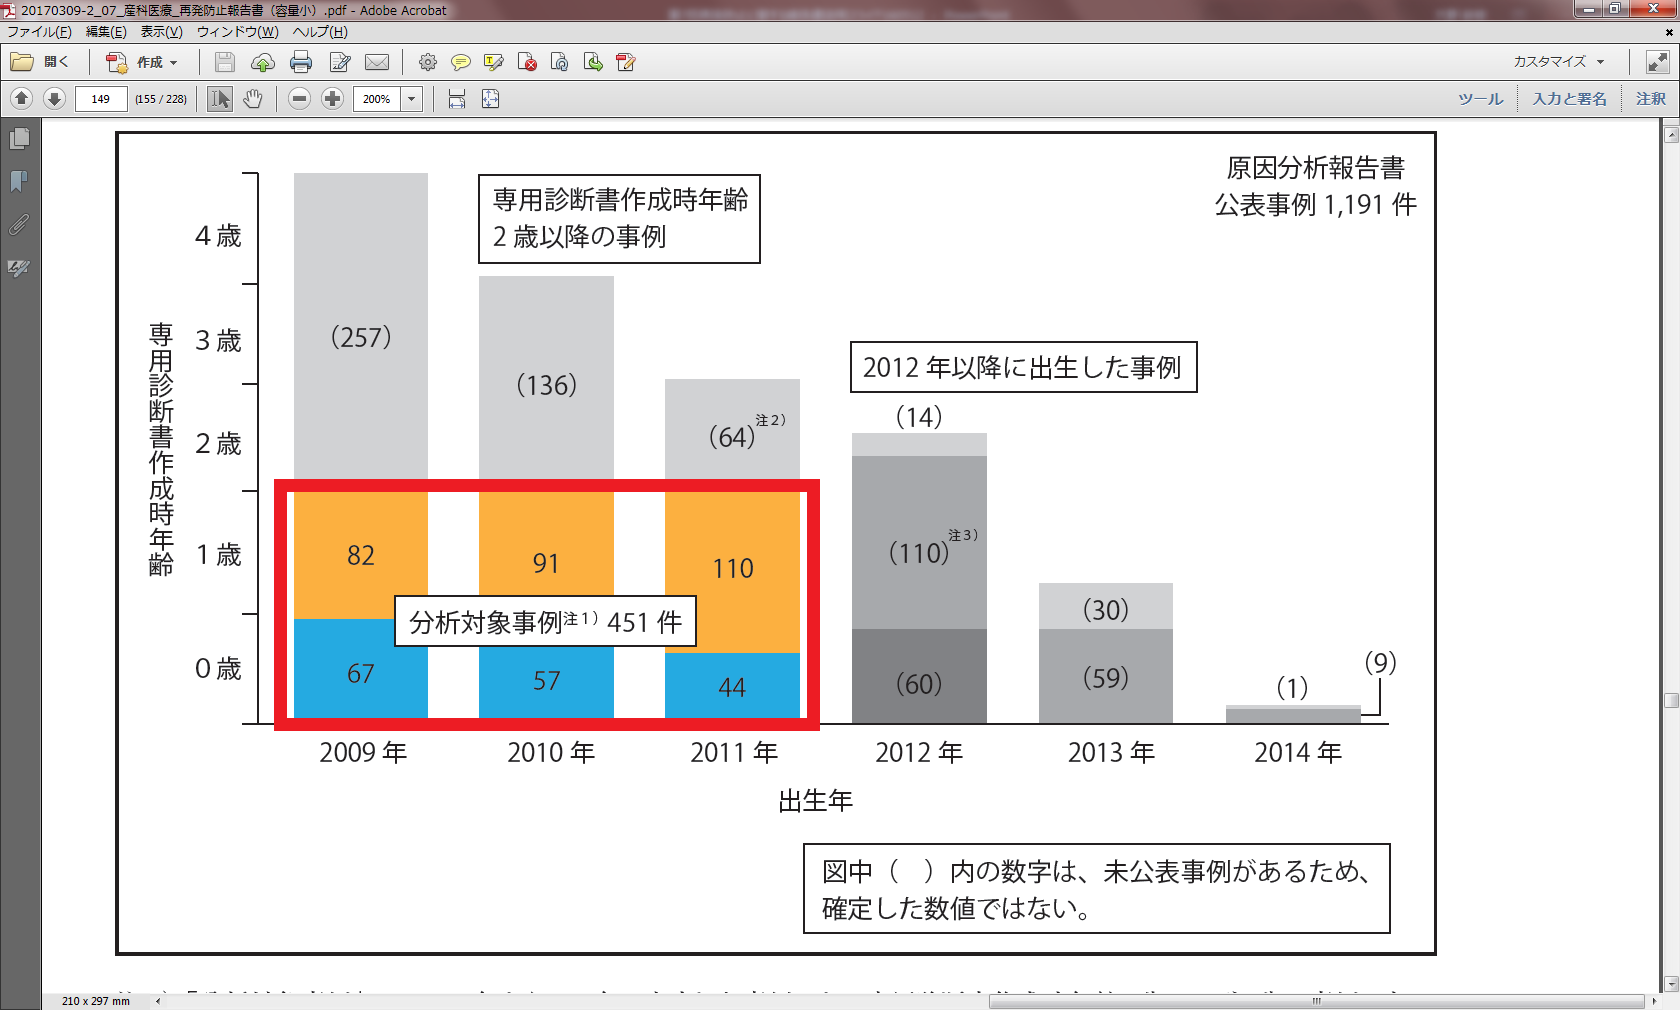 20170309-2_07_産科医療_再発防止報告書（容量小）.pdf - Adobe Acrobat
ファイル(F) 編集(E) 表示(V) ウィンドウ(W) ヘルプ(H)
開く 作成 カスタマイズ
149 (155 / 228) 200% ツール 入力と署名 注釈
原因分析報告書
公表事例 1,191 件
専用診断書作成時年齢
2 歳以降の事例
専用診断書作成時年齢
4 歳
3 歳
2 歳
1 歳
0 歳
（257）
（136）
（64）注２）
2012 年以降に出生した事例
（14）
（110）注３）
（60）
（30）
（59）
（1）
（9）
82
91
110
分析対象事例注１）451 件
67
57
44
2009 年 2010 年 2011 年 2012 年 2013 年 2014 年
出生年
図中（　）内の数字は、未公表事例があるため、
確定した数値ではない。
210 x 297 mm